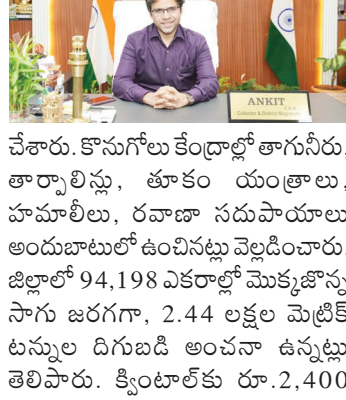 ANKIT
I.A.S.
Collector & District Magistrate
చేశారు. కొనుగోలు కేంద్రాల్లో తాగునీరు,
తార్పాలిన్లు, తూకం యంత్రాలు,
హమాలీలు, రవాణా సదుపాయాలు
అందుబాటులో ఉంచినట్లు వెల్లడించారు.
జిల్లాలో 94,198 ఎకరాల్లో మొక్కజొన్న
సాగు జరగగా, 2.44 లక్షల మెట్రిక్
టన్నుల దిగుబడి అంచనా ఉన్నట్లు
తెలిపారు. క్వింటాల్‌కు రూ.2,400